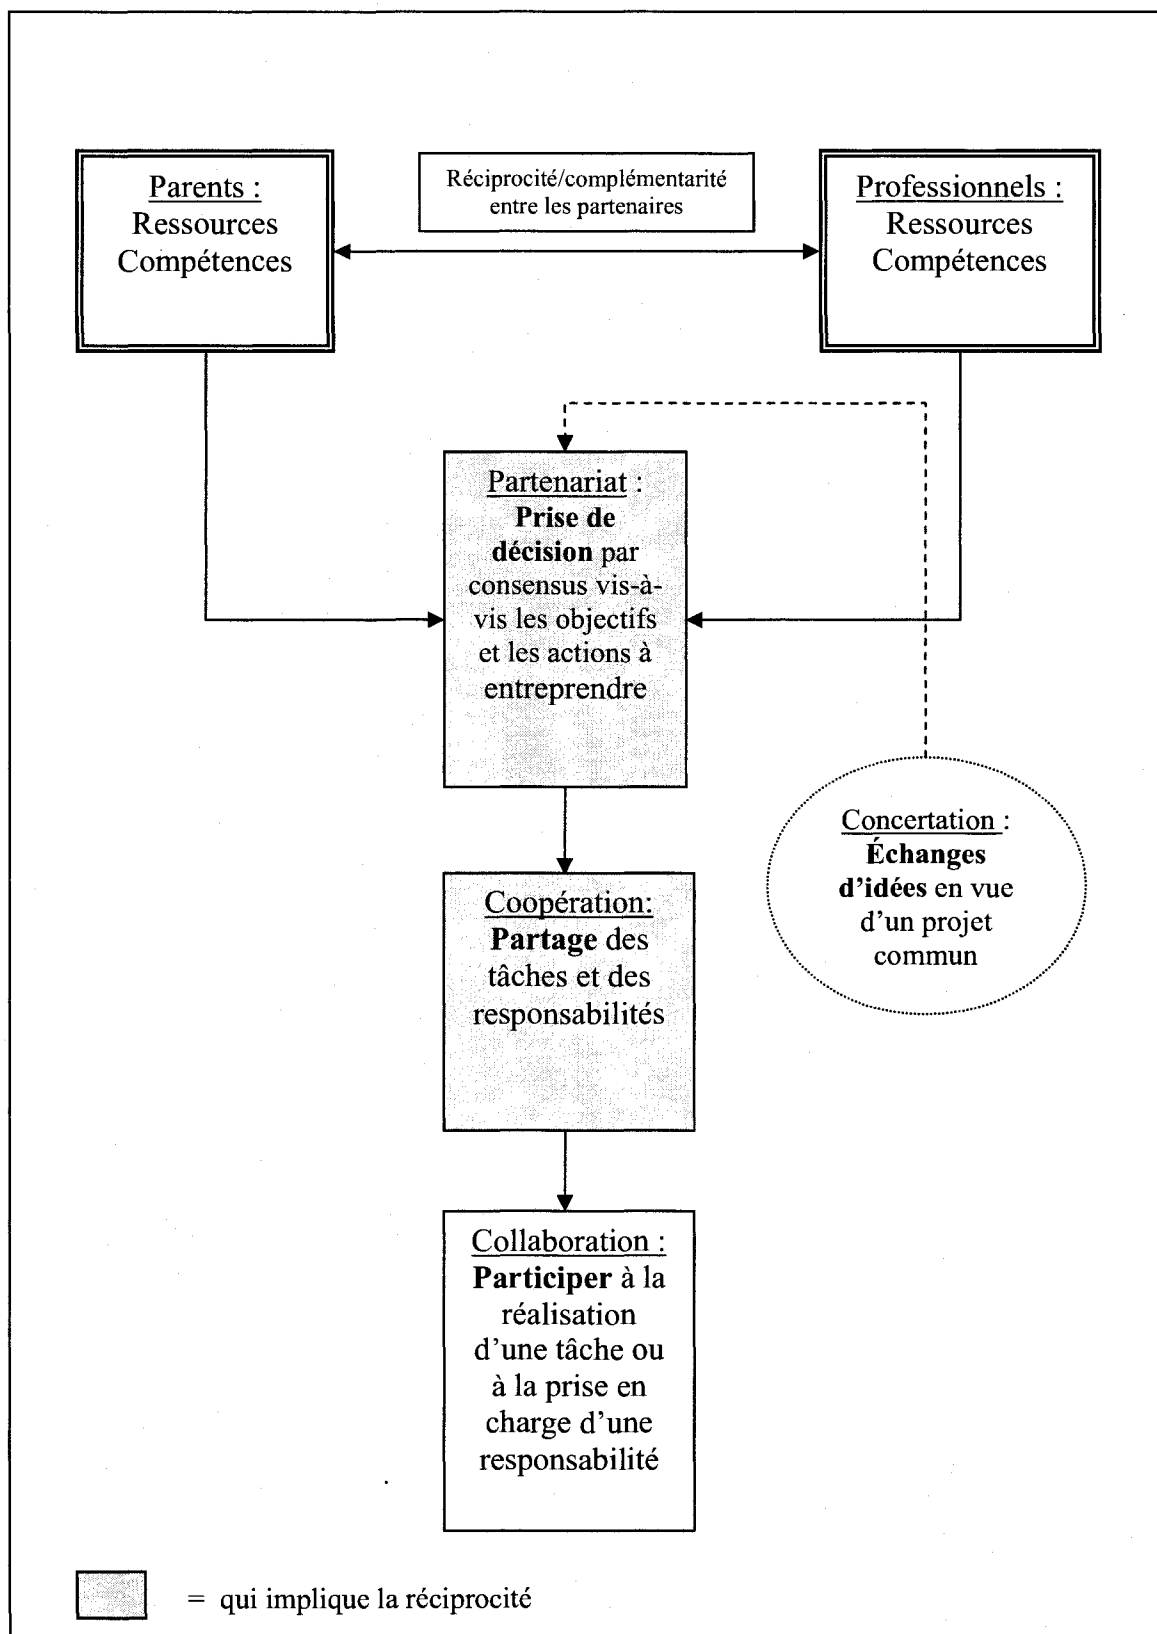 Parents :
Ressources
Compétences
Réciprocité/complémentarité
entre les partenaires
Professionnels :
Ressources
Compétences
Partenariat :
Prise de
décision par
consensus vis-à-
vis les objectifs
et les actions à
entreprendre
Concertation :
Échanges
d'idées en vue
d'un projet
commun
Coopération:
Partage des
tâches et des
responsabilités
Collaboration :
Participer à la
réalisation
d'une tâche ou
à la prise en
charge d'une
responsabilité
= qui implique la réciprocité